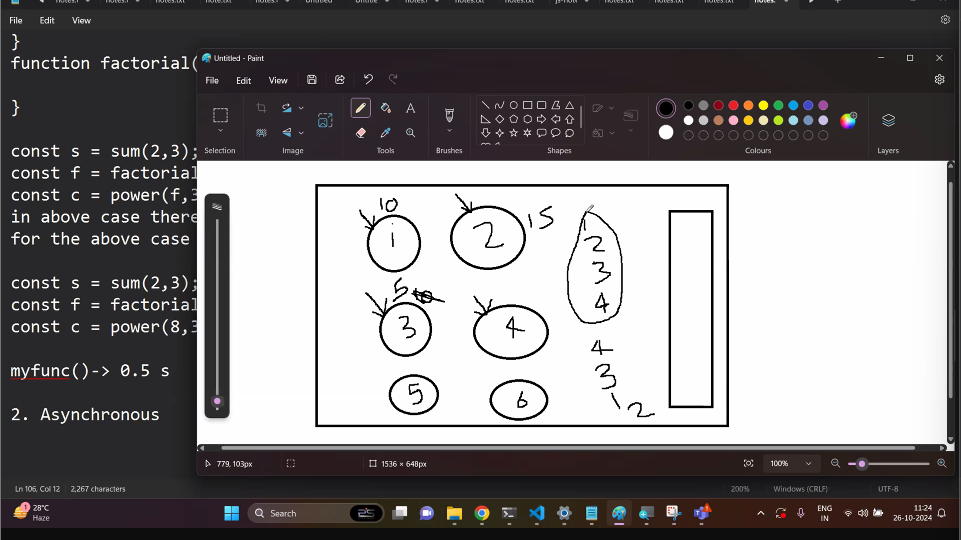 notes.txt
File Edit View
}
function factorial(
}
const s = sum(2,3);
const f = factorial
const c = power(f,3
in above case there
for the above case
const s = sum(2,3);
const f = factorial
const c = power(8,3
myfunc()-> 0.5 s
2. Asynchronous
Ln 106, Col 12 2,267 characters 200% Windows (CRLF) UTF-8
Untitled - Paint
File Edit View
Selection Image Tools Brushes Shapes Colours Layers
10
1 2 15
5
3 4
5 6
1
2
3
4
4
3
1 2
779, 103px 1536 × 648px 100%
28°C
Haze
Search
ENG
IN
11:24
26-10-2024